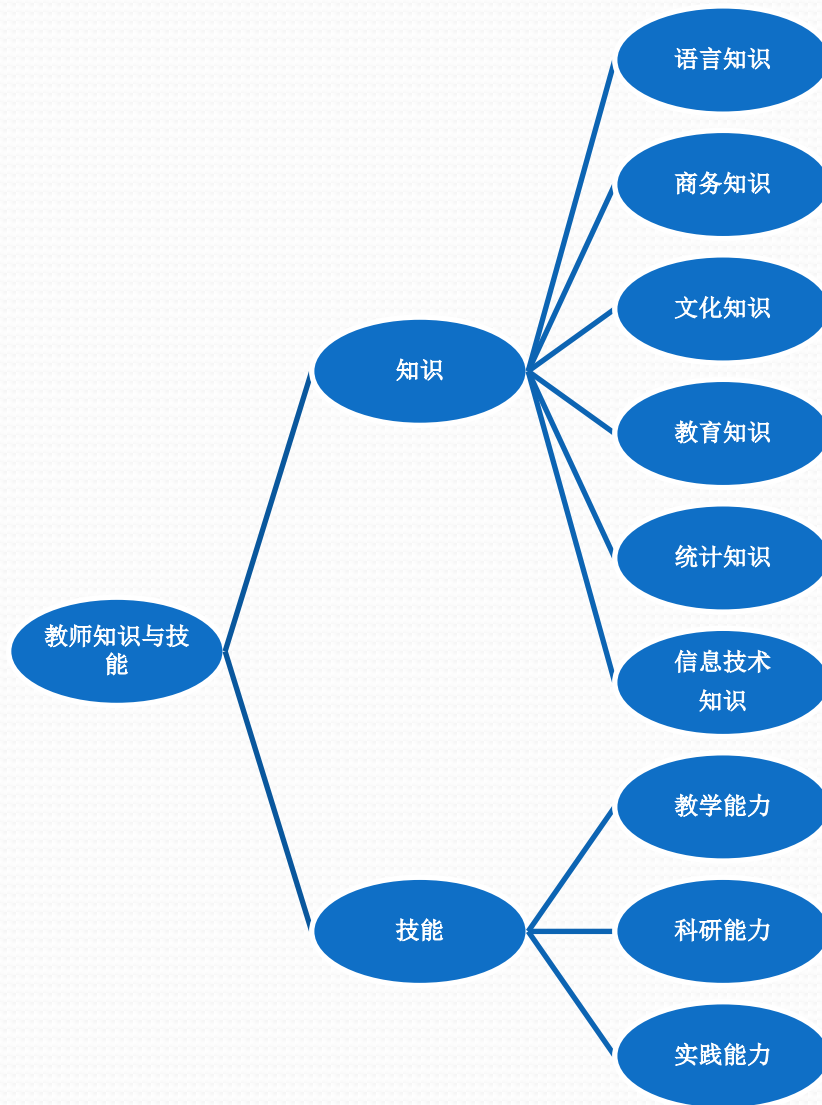 语言知识
商务知识
文化知识
知识
教育知识
统计知识
教师知识与技
能
信息技术
知识
教学能力
技能
科研能力
实践能力